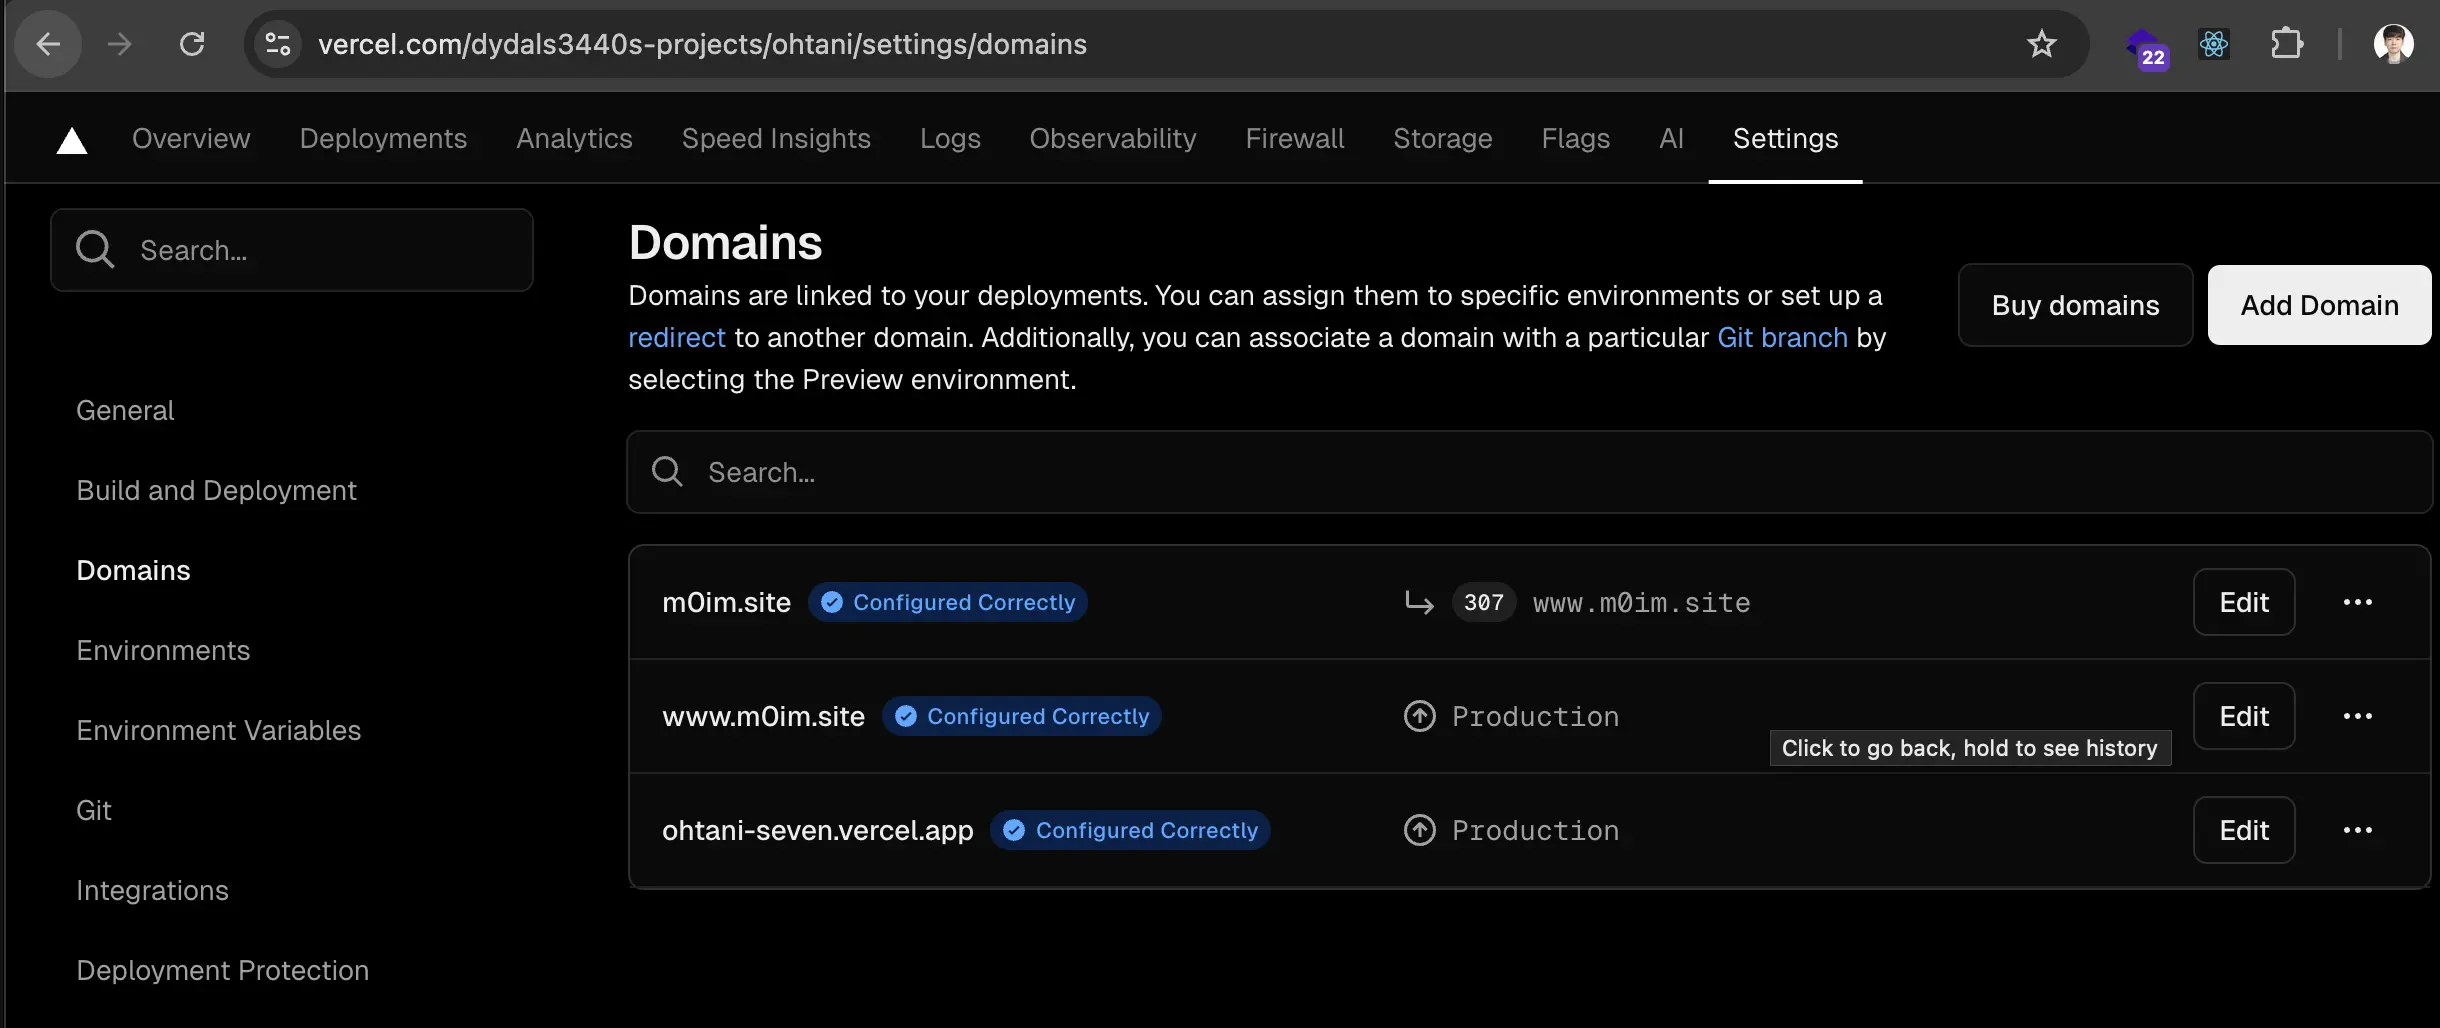 vercel.com/dydals3440s-projects/ohtani/settings/domains
22
Overview Deployments Analytics Speed Insights Logs Observability Firewall Storage Flags AI Settings
Search...
Domains
Domains are linked to your deployments. You can assign them to specific environments or set up a
redirect to another domain. Additionally, you can associate a domain with a particular Git branch by
selecting the Preview environment.
Buy domains
Add Domain
General
Build and Deployment
Domains
Environments
Environment Variables
Git
Integrations
Deployment Protection
Search...
m0im.site Configured Correctly 307 www.m0im.site Edit
www.m0im.site Configured Correctly Production Edit
Click to go back, hold to see history
ohtani-seven.vercel.app Configured Correctly Production Edit